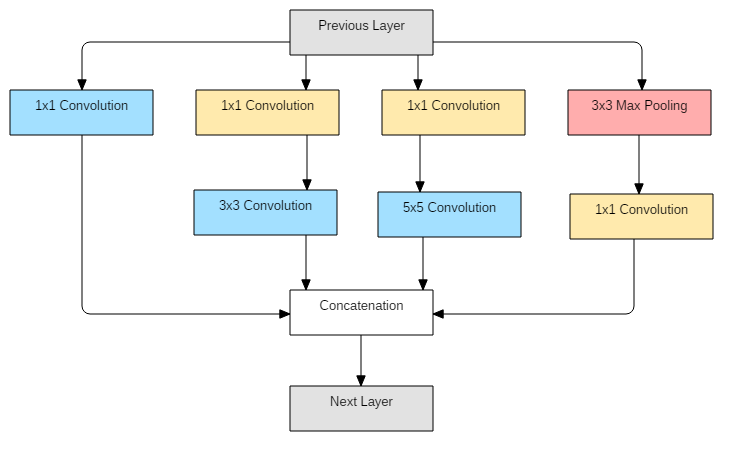 Previous Layer
1x1 Convolution
1x1 Convolution
1x1 Convolution
3x3 Max Pooling
3x3 Convolution
5x5 Convolution
1x1 Convolution
Concatenation
Next Layer